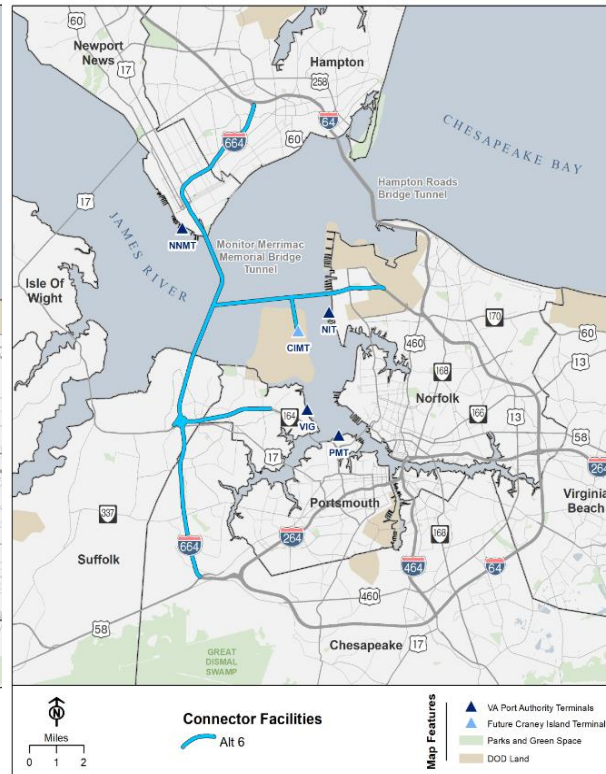 60
Newport
News
17
Hampton
258
64
60
664
CHESAPEAKE BAY
Hampton Roads
Bridge Tunnel
17
JAMES RIVER
NNMT
Monitor Merrimac
Memorial Bridge
Tunnel
Isle Of
Wight
NIT
CIMT
170
460
60
168
13
Norfolk
164
VIG
166
13
17
PMT
58
264
Portsmouth
Virginia
Beach
337
664
264
168
Suffolk
464
64
58
460
Chesapeake
17
GREAT
DISMAL
SWAMP
N
Miles
0 1 2
Connector Facilities
Alt 6
Map Features
VA Port Authority Terminals
Future Craney Island Terminal
Parks and Green Space
DOD Land